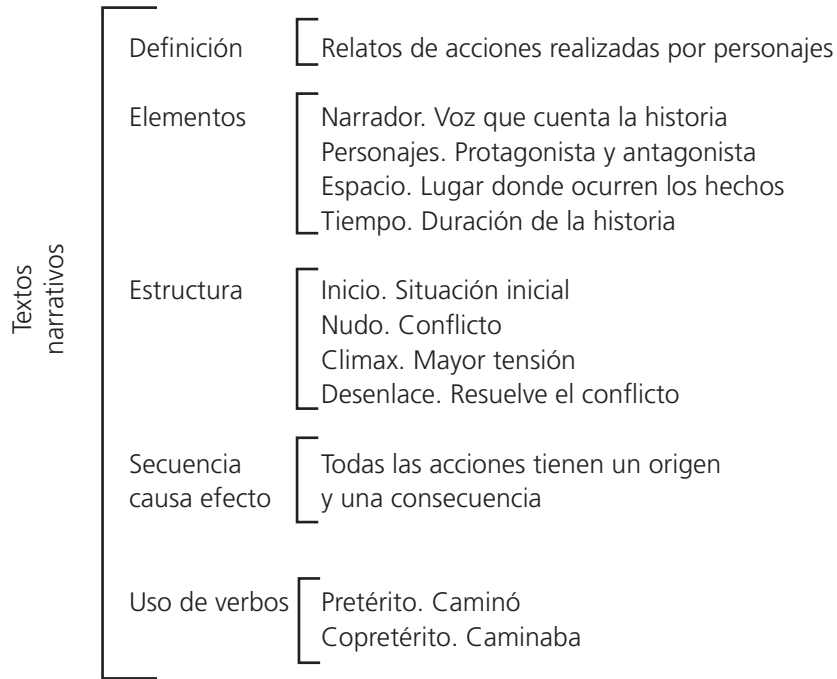 Textos
narrativos
Definición
Relatos de acciones realizadas por personajes
Elementos
Narrador. Voz que cuenta la historia
Personajes. Protagonista y antagonista
Espacio. Lugar donde ocurren los hechos
Tiempo. Duración de la historia
Estructura
Inicio. Situación inicial
Nudo. Conflicto
Climax. Mayor tensión
Desenlace. Resuelve el conflicto
Secuencia
causa efecto
Todas las acciones tienen un origen
y una consecuencia
Uso de verbos
Pretérito. Caminó
Copretérito. Caminaba